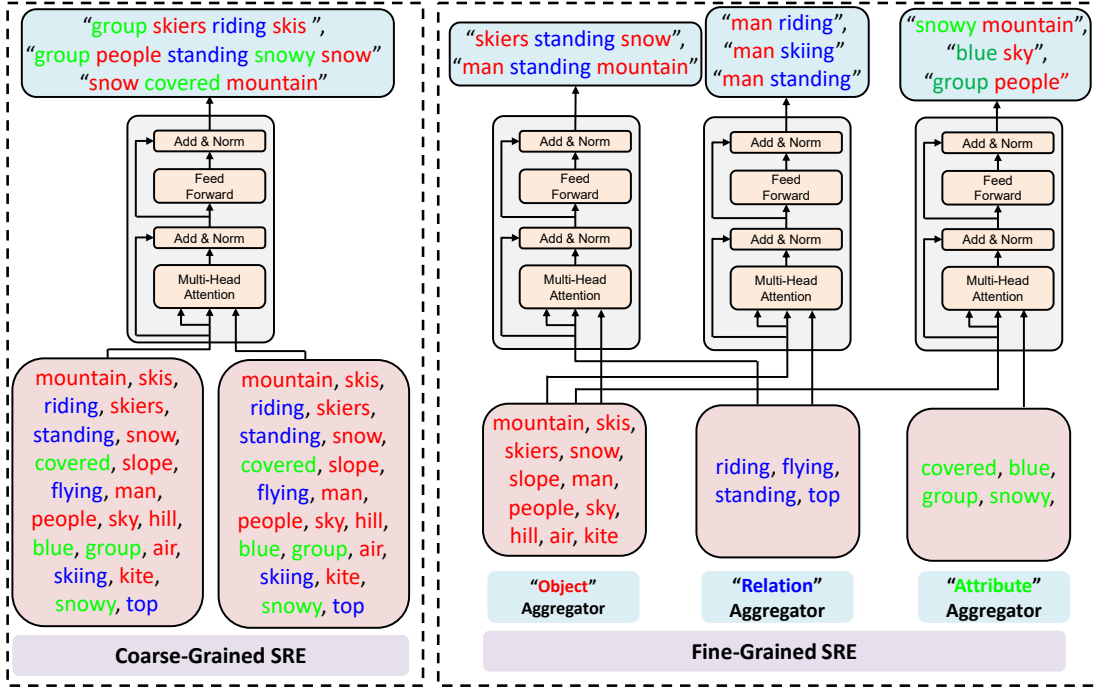 “group skiers riding skis ”,
“group people standing snowy snow”
“snow covered mountain”
Add & Norm
Feed
Forward
Add & Norm
Multi-Head
Attention
mountain, skis,
riding, skiers,
standing, snow,
covered, slope,
flying, man,
people, sky, hill,
blue, group, air,
skiing, kite,
snowy, top
mountain, skis,
riding, skiers,
standing, snow,
covered, slope,
flying, man,
people, sky, hill,
blue, group, air,
skiing, kite,
snowy, top
Coarse-Grained SRE
“skiers standing snow”,
“man standing mountain”
Add & Norm
Feed
Forward
Add & Norm
Multi-Head
Attention
“man riding”,
“man skiing”
“man standing”
Add & Norm
Feed
Forward
Add & Norm
Multi-Head
Attention
“snowy mountain”,
“blue sky”,
“group people”
Add & Norm
Feed
Forward
Add & Norm
Multi-Head
Attention
mountain, skis,
skiers, snow,
slope, man,
people, sky,
hill, air, kite
riding, flying,
standing, top
covered, blue,
group, snowy,
“Object”
Aggregator
“Relation”
Aggregator
“Attribute”
Aggregator
Fine-Grained SRE